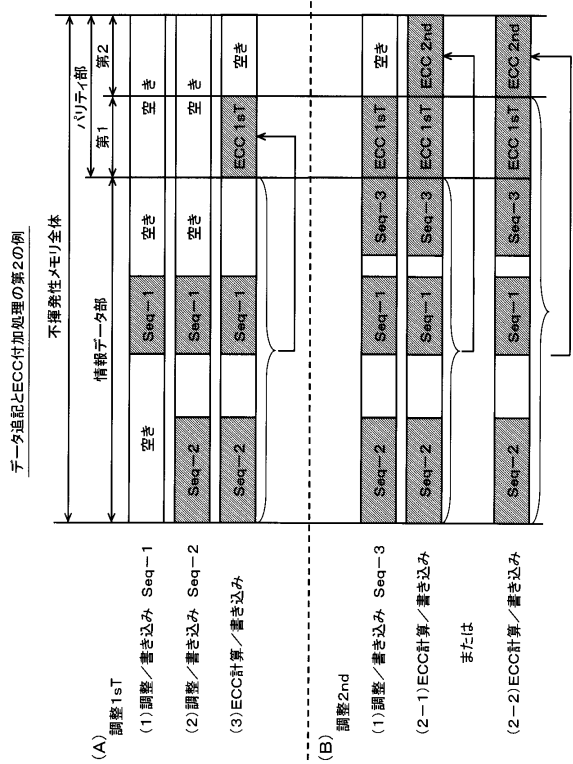 データ追記とECC付加処理の第2の例
不揮発性メモリ全体
情報データ部
パリティ部
第1
第2
(A)
調整1sT
(1)調整/書き込み Seq-1
空き
Seq-1
空き
空き
き
(2)調整/書き込み Seq-2
Seq-2
Seq-1
空き
空
き
(3)ECC計算/書き込み
Seq-2
Seq-1
ECC 1sT
空き
(B)
調整2nd
(1)調整/書き込み Seq-3
Seq-2
Seq-1
Seq-3
ECC 1sT
空き
(2-1)ECC計算/書き込み
Seq-2
Seq-1
Seq-3
ECC 1sT
ECC 2nd
または
(2-2)ECC計算/書き込み
Seq-2
Seq-1
Seq-3
ECC 1sT
ECC 2nd